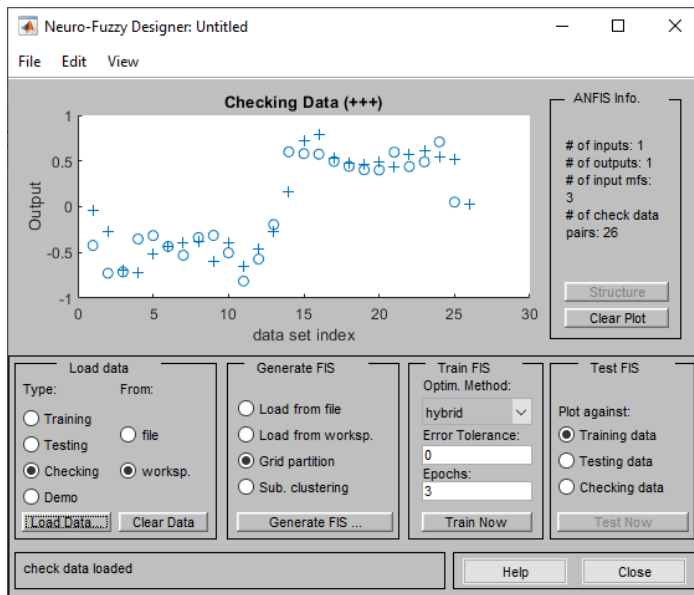 Neuro-Fuzzy Designer: Untitled
File Edit View
Checking Data (+++)
1
0.5
0
-0.5
-1
Output
0 5 10 15 20 25 30
data set index
ANFIS Info.
# of inputs: 1
# of outputs: 1
# of input mfs:
3
# of check data
pairs: 26
Structure
Clear Plot
Load data
Type: From:
Training
Testing
Checking
Demo
file
worksp.
Load Data... Clear Data
Generate FIS
Load from file
Load from worksp.
Grid partition
Sub. clustering
Generate FIS ...
Train FIS
Optim. Method:
hybrid
Error Tolerance:
0
Epochs:
3
Train Now
Test FIS
Plot against:
Training data
Testing data
Checking data
Test Now
check data loaded
Help Close